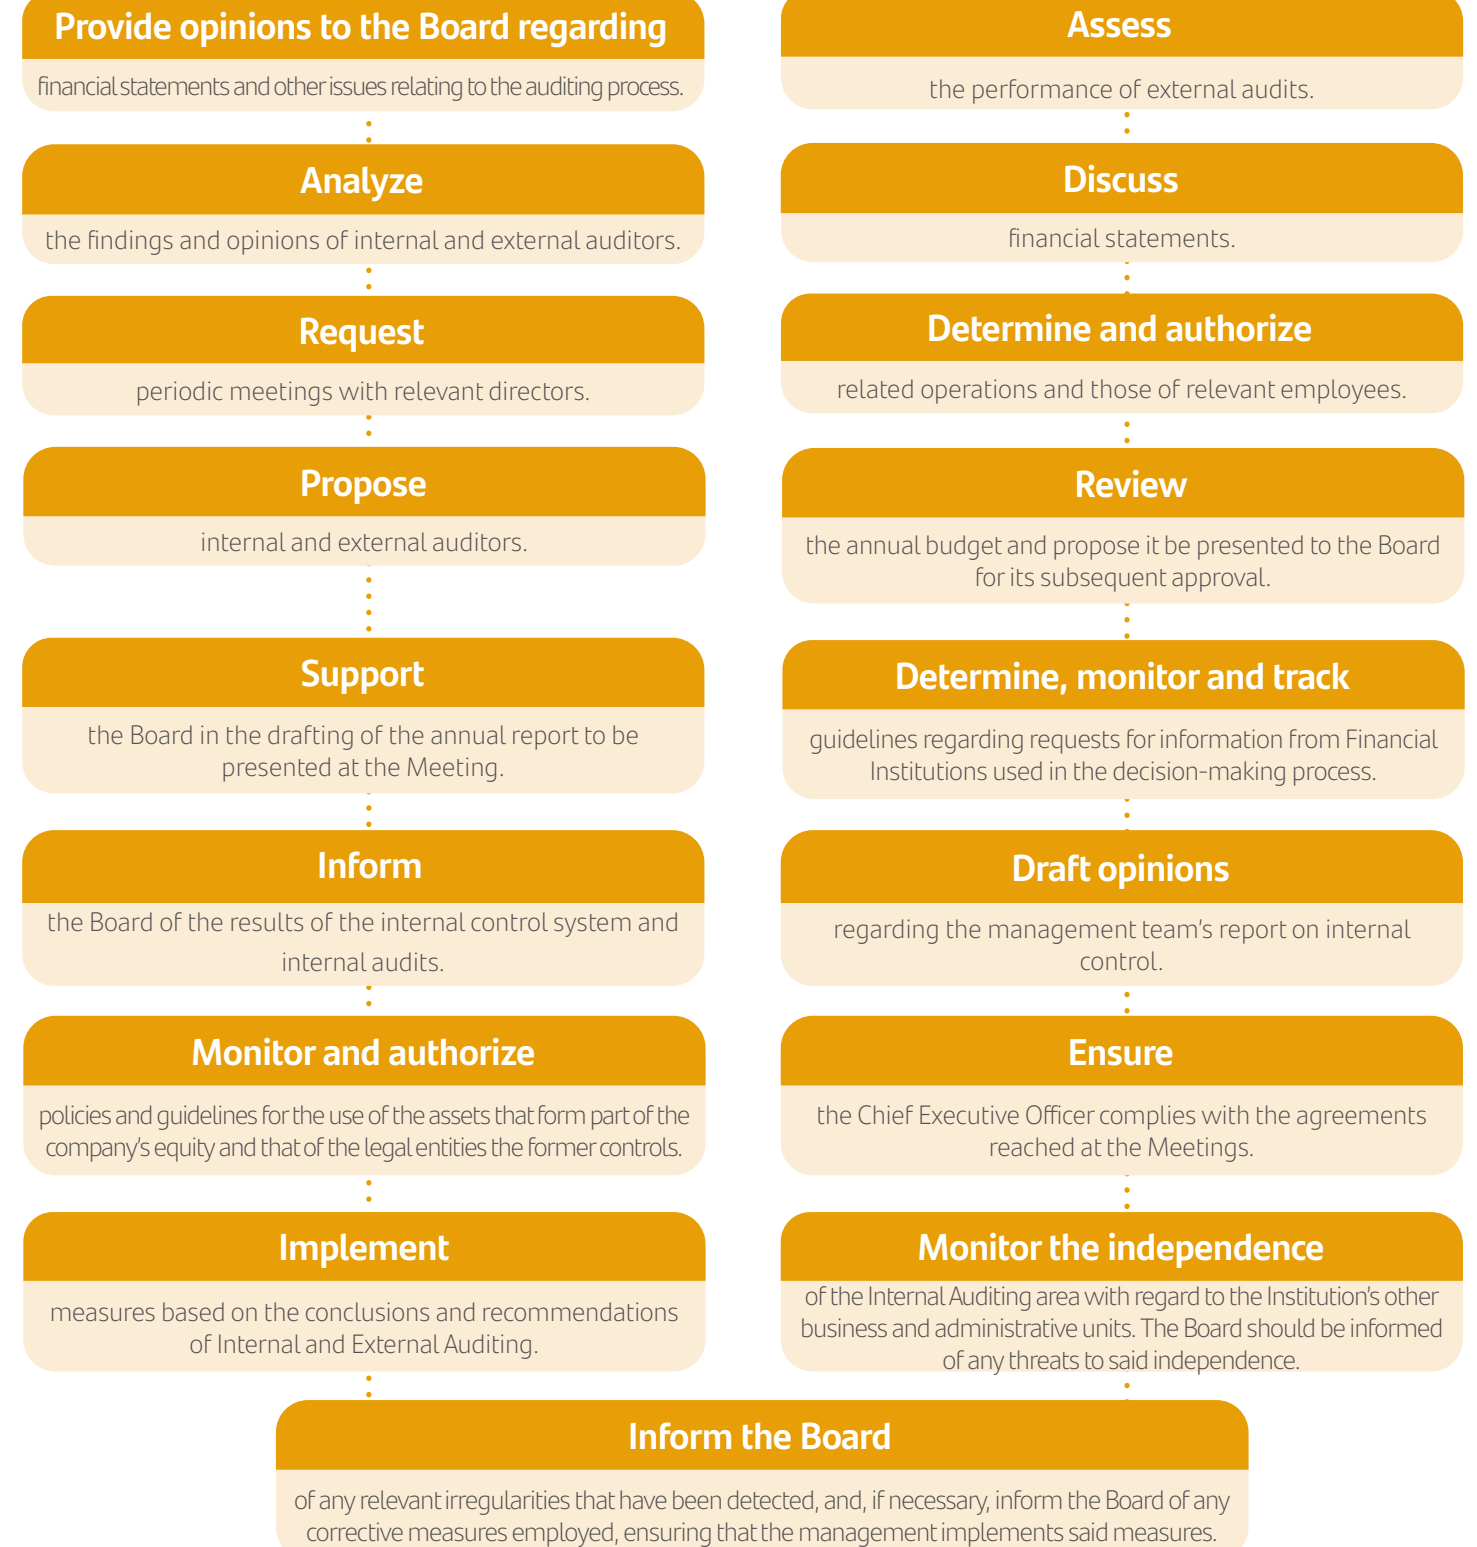 Provide opinions to the Board regarding
financial statements and other issues relating to the auditing process.
Analyze
the findings and opinions of internal and external auditors.
Request
periodic meetings with relevant directors.
Propose
internal and external auditors.
Support
the Board in the drafting of the annual report to be
presented at the Meeting.
Inform
the Board of the results of the internal control system and
internal audits.
Monitor and authorize
policies and guidelines for the use of the assets that form part of the
company's equity and that of the legal entities the former controls.
Implement
measures based on the conclusions and recommendations
of Internal and External Auditing.
Assess
the performance of external audits.
Discuss
financial statements.
Determine and authorize
related operations and those of relevant employees.
Review
the annual budget and propose it be presented to the Board
for its subsequent approval.
Determine, monitor and track
guidelines regarding requests for information from Financial
Institutions used in the decision-making process.
Draft opinions
regarding the management team's report on internal
control.
Ensure
the Chief Executive Officer complies with the agreements
reached at the Meetings.
Monitor the independence
of the Internal Auditing area with regard to the Institution's other
business and administrative units. The Board should be informed
of any threats to said independence.
Inform the Board
of any relevant irregularities that have been detected, and, if necessary, inform the Board of any
corrective measures employed, ensuring that the management implements said measures.